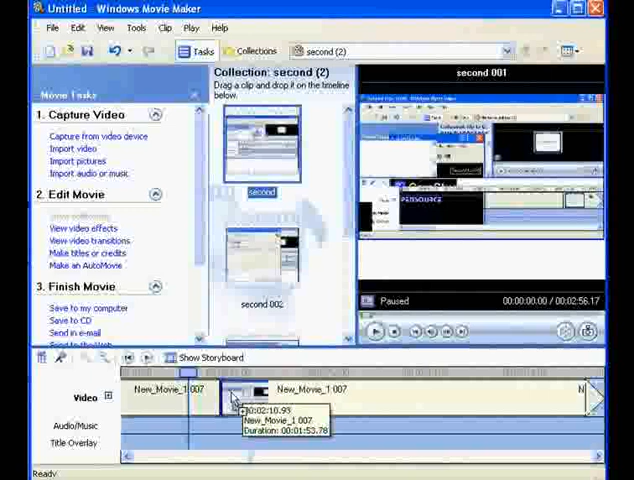 Untitled - Windows Movie Maker
File Edit View Tools Clip Play Help
Tasks Collections second (2)
Movie Tasks
1. Capture Video
Capture from video device
Import video
Import pictures
Import audio or music
2. Edit Movie
View video effects
View video transitions
Make titles or credits
Make an AutoMovie
3. Finish Movie
Save to my computer
Save to CD
Send in e-mail
Collection: second (2)
Drag a clip and drop it on the timeline
below.
second
second 002
second 001
Paused 00:00:00.00 / 00:02:56.17
Show Storyboard
Video New_Movie_1 007 New_Movie_1 007 N
0:02:10.93
New_Movie_1 007
Duration: 00:01:53.78
Audio/Music
Title Overlay
Ready